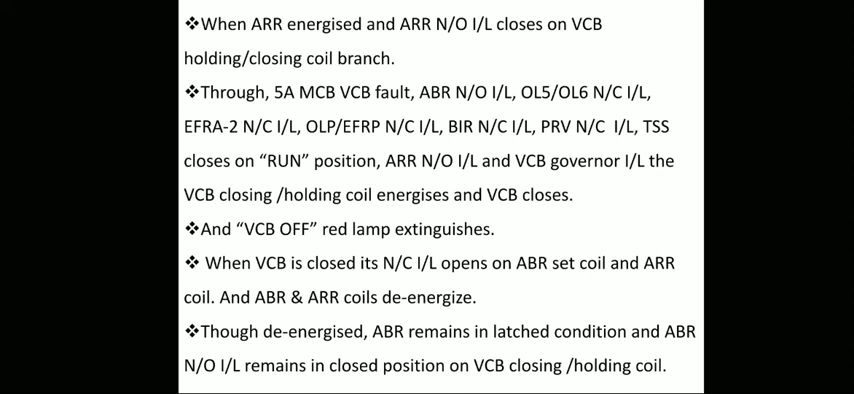 ❖When ARR energised and ARR N/O I/L closes on VCB
holding/closing coil branch.
❖Through, 5A MCB VCB fault, ABR N/O I/L, OL5/OL6 N/C I/L,
EFRA-2 N/C I/L, OLP/EFRP N/C I/L, BIR N/C I/L, PRV N/C I/L, TSS
closes on “RUN” position, ARR N/O I/L and VCB governor I/L the
VCB closing /holding coil energises and VCB closes.
❖And “VCB OFF” red lamp extinguishes.
❖ When VCB is closed its N/C I/L opens on ABR set coil and ARR
coil. And ABR & ARR coils de-energize.
❖Though de-energised, ABR remains in latched condition and ABR
N/O I/L remains in closed position on VCB closing /holding coil.